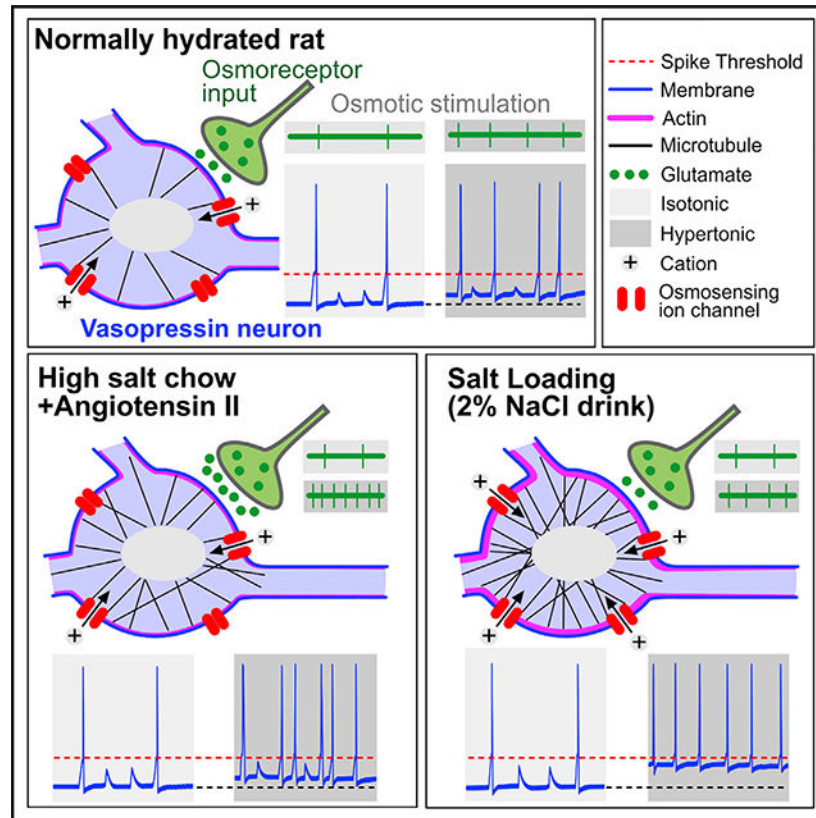 Normally hydrated rat
Osmoreceptor
input
Osmotic stimulation
+
+
Vasopressin neuron
Spike Threshold
Membrane
Actin
Microtubule
Glutamate
Isotonic
Hypertonic
+ Cation
Osmosensing
ion channel
High salt chow
+Angiotensin II
+
+
Salt Loading
(2% NaCl drink)
+
+
+
+